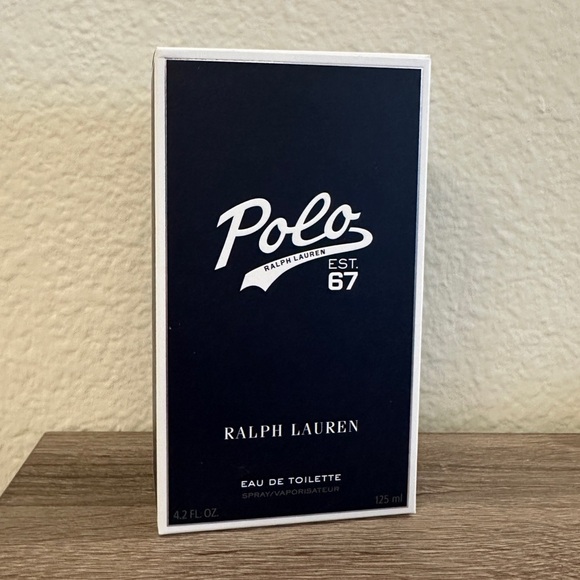 Polo
RALPH LAUREN
EST.
67
RALPH LAUREN
EAU DE TOILETTE
SPRAY/VAPORISATEUR
4.2 FL. OZ. 125 ml